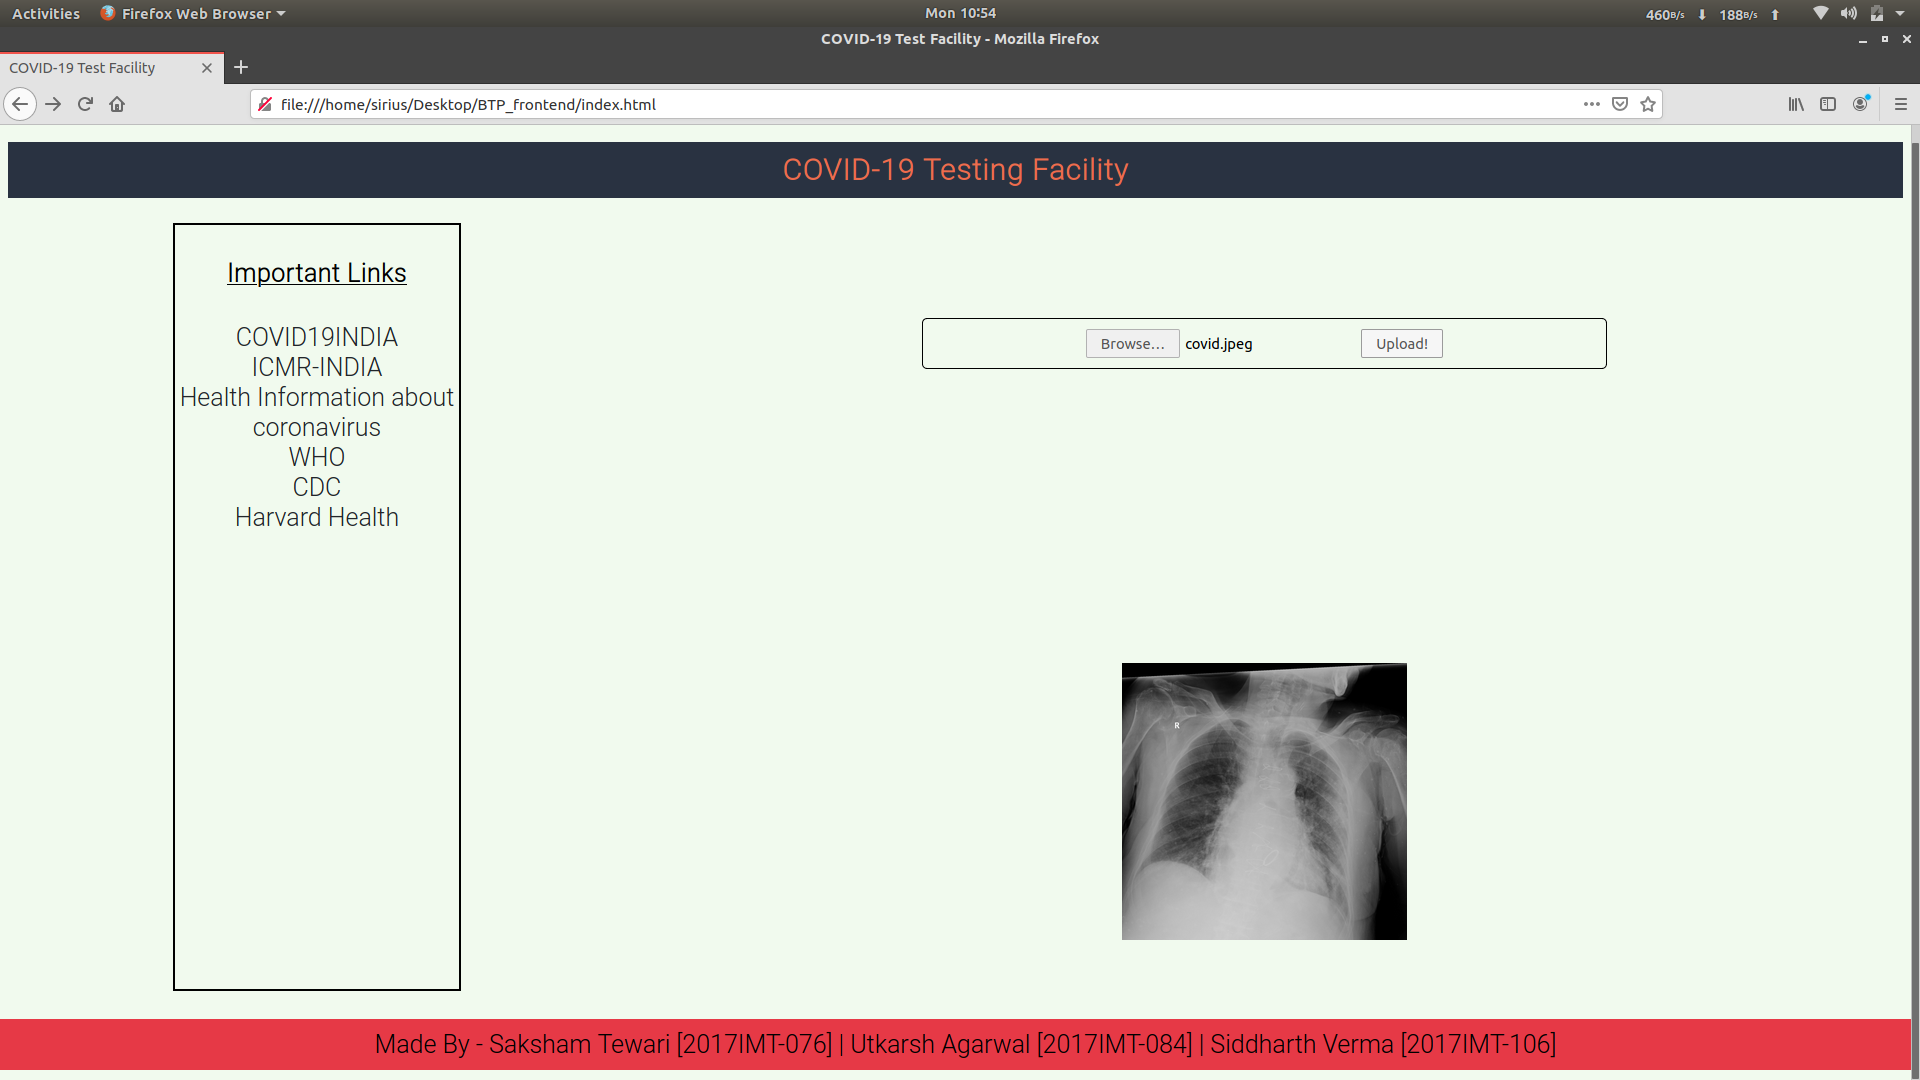 Activities Firefox Web Browser Mon 10:54 460B/s 188B/s
COVID-19 Test Facility - Mozilla Firefox
COVID-19 Test Facility
file:///home/sirius/Desktop/BTP_frontend/index.html
COVID-19 Testing Facility
Important Links
COVID19INDIA
ICMR-INDIA
Health Information about
coronavirus
WHO
CDC
Harvard Health
Browse... covid.jpeg Upload!
R
Made By - Saksham Tewari [2017IMT-076] | Utkarsh Agarwal [2017IMT-084] | Siddharth Verma [2017IMT-106]